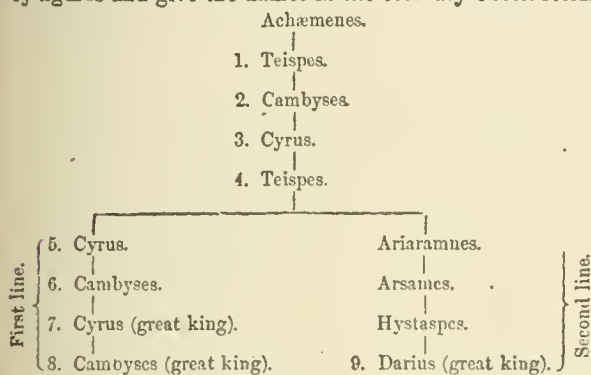 Achæmenes.
1. Teispes.
2. Cambyses.
3. Cyrus.
4. Teispes.
First line.
5. Cyrus. Ariaramnes.
6. Cambyses. Arsames.
7. Cyrus (great king). Hystaspes.
8. Cambyses (great king). 9. Darius (great king).
Second line.